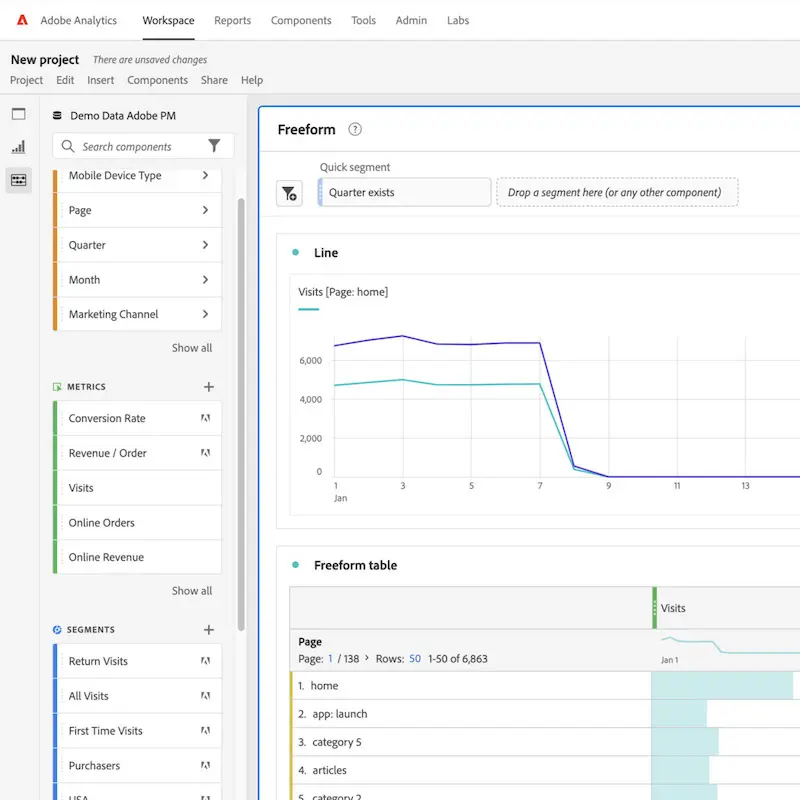 Adobe Analytics Workspace Reports Components Tools Admin Labs
New project There are unsaved changes
Project Edit Insert Components Share Help
Demo Data Adobe PM
Search components
Mobile Device Type
Page
Quarter
Month
Marketing Channel
Show all
METRICS
Conversion Rate
Revenue / Order
Visits
Online Orders
Online Revenue
Show all
SEGMENTS
Return Visits
All Visits
First Time Visits
Purchasers
USA
Freeform ?
Quick segment
Quarter exists
Drop a segment here (or any other component)
Line
Visits [Page: home]
6,000
4,000
2,000
0
1 3 5 7 9 11 13
Jan
Freeform table
Visits
Page
Page: 1 / 138 > Rows: 50 1-50 of 6,863
Jan 1
1. home
2. app: launch
3. category 5
4. articles
5. category 2